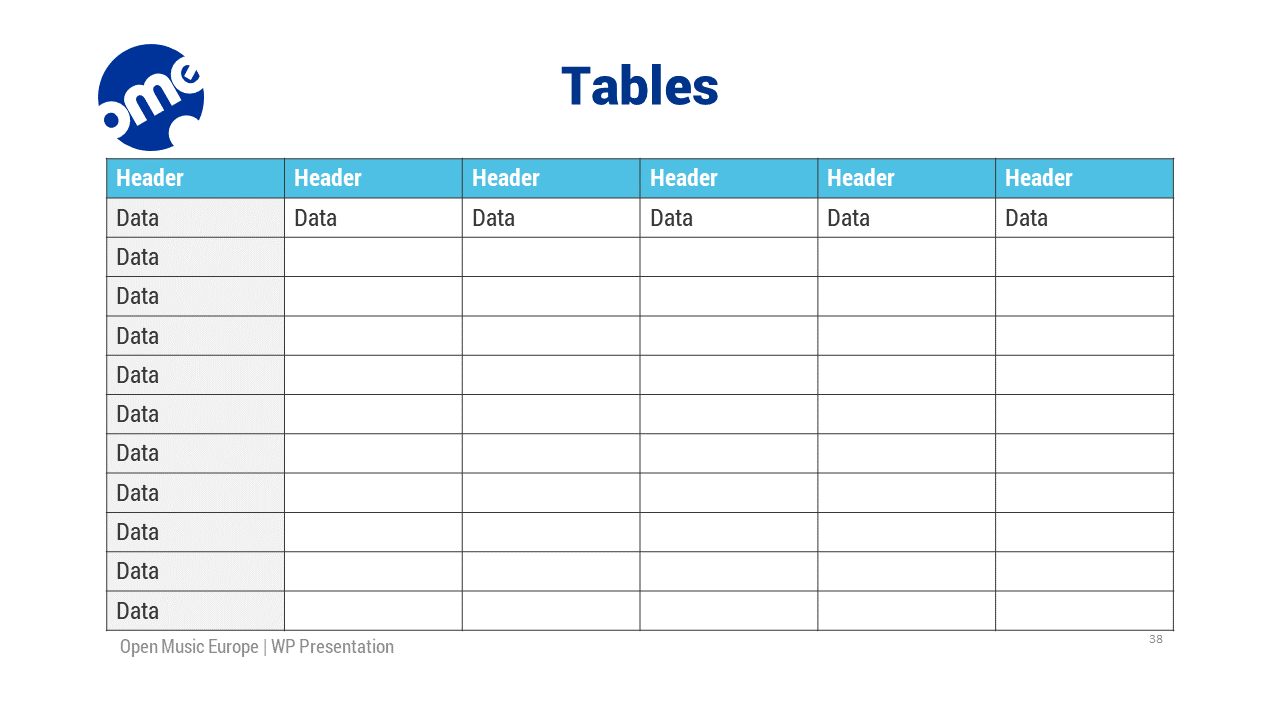 ome
Tables
Header Header Header Header Header Header
Data Data Data Data Data Data
Data
Data
Data
Data
Data
Data
Data
Data
Data
Data
Open Music Europe | WP Presentation
38